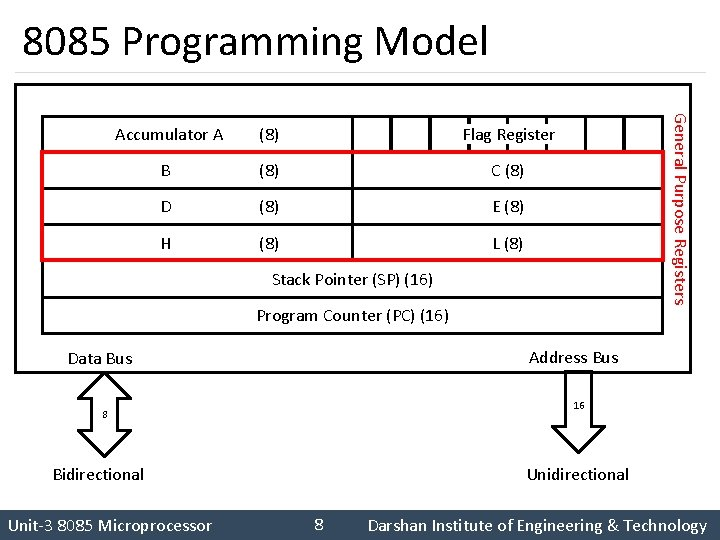 8085 Programming Model
Accumulator A (8) Flag Register
B (8) C (8)
D (8) E (8)
H (8) L (8)
General Purpose Registers
Stack Pointer (SP) (16)
Program Counter (PC) (16)
Data Bus Address Bus
8 16
Bidirectional Unidirectional
Unit-3 8085 Microprocessor 8 Darshan Institute of Engineering & Technology